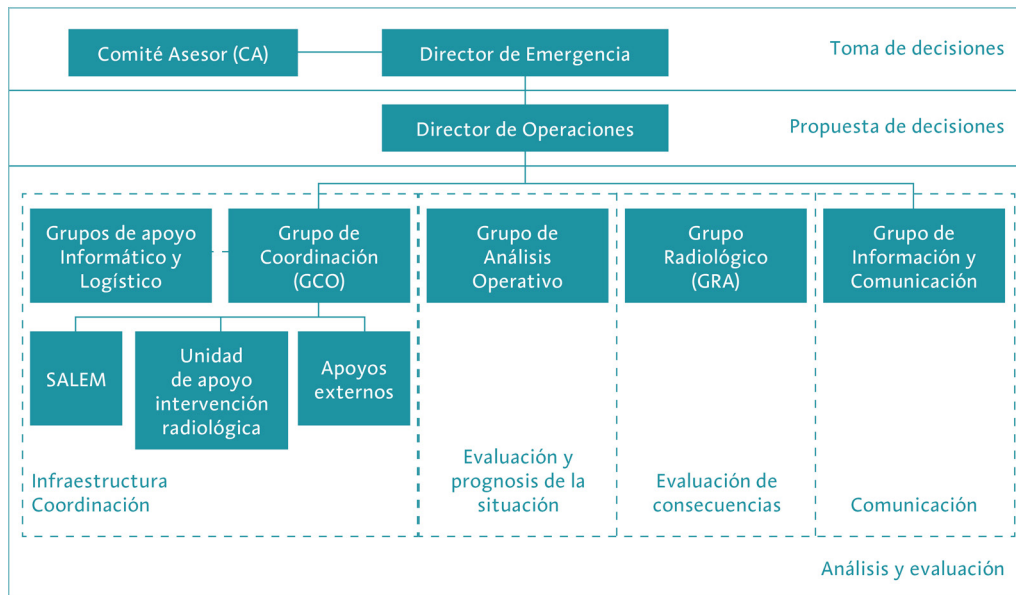 Comité Asesor (CA)
Director de Emergencia
Toma de decisiones
Director de Operaciones
Propuesta de decisiones
Grupos de apoyo
Informático y
Logístico
Grupo de
Coordinación
(GCO)
Grupo de
Análisis
Operativo
Grupo
Radiológico
(GRA)
Grupo de
Información y
Comunicación
SALEM
Unidad
de apoyo
intervención
radiológica
Apoyos
externos
Infraestructura
Coordinación
Evaluación y
prognosis de la
situación
Evaluación de
consecuencias
Comunicación
Análisis y evaluación